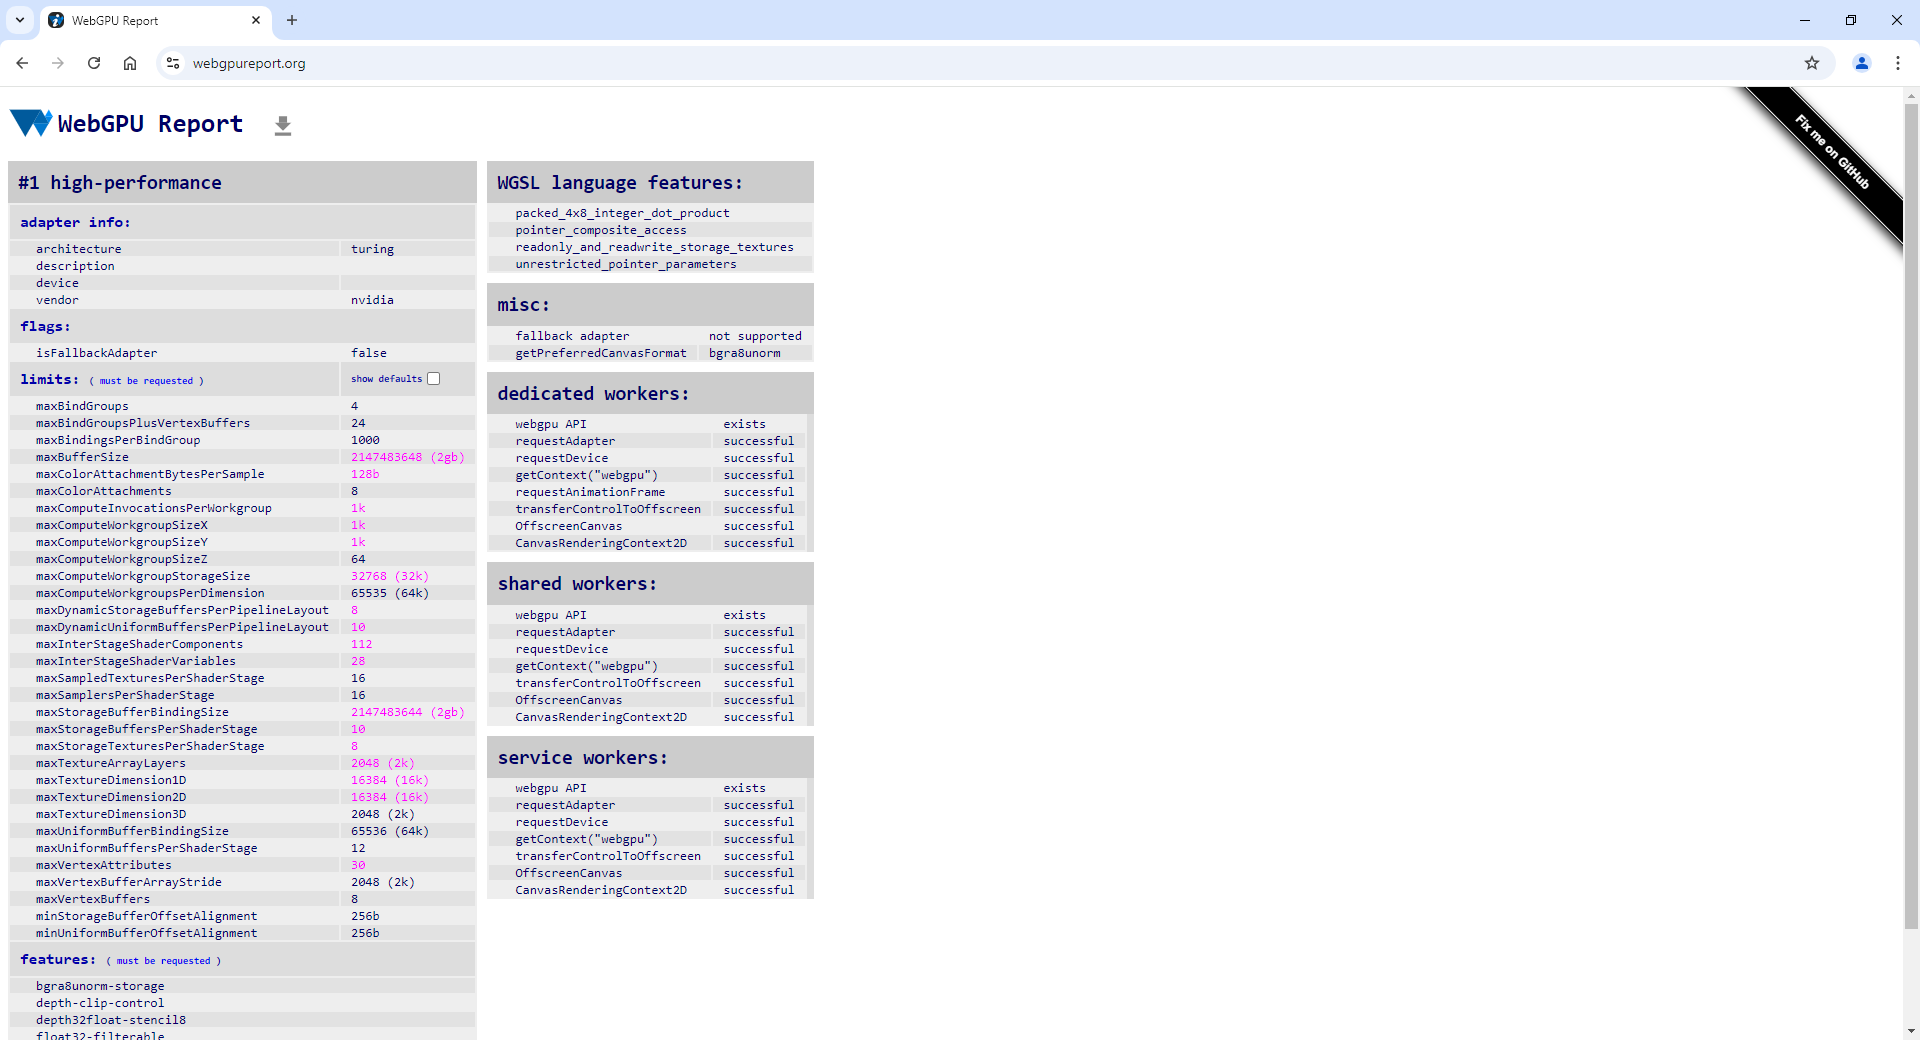 WebGPU Report
webgpureport.org
WebGPU Report
Fix me on GitHub
#1 high-performance
adapter info:
architecture turing
description
device
vendor nvidia
flags:
isFallbackAdapter false
limits: ( must be requested ) show defaults
maxBindGroups 4
maxBindGroupsPlusVertexBuffers 24
maxBindingsPerBindGroup 1000
maxBufferSize 2147483648 (2gb)
maxColorAttachmentBytesPerSample 128b
maxColorAttachments 8
maxComputeInvocationsPerWorkgroup 1k
maxComputeWorkgroupSizeX 1k
maxComputeWorkgroupSizeY 1k
maxComputeWorkgroupSizeZ 64
maxComputeWorkgroupStorageSize 32768 (32k)
maxComputeWorkgroupsPerDimension 65535 (64k)
maxDynamicStorageBuffersPerPipelineLayout 8
maxDynamicUniformBuffersPerPipelineLayout 10
maxInterStageShaderComponents 112
maxInterStageShaderVariables 28
maxSampledTexturesPerShaderStage 16
maxSamplersPerShaderStage 16
maxStorageBufferBindingSize 2147483644 (2gb)
maxStorageBuffersPerShaderStage 10
maxStorageTexturesPerShaderStage 8
maxTextureArrayLayers 2048 (2k)
maxTextureDimension1D 16384 (16k)
maxTextureDimension2D 16384 (16k)
maxTextureDimension3D 2048 (2k)
maxUniformBufferBindingSize 65536 (64k)
maxUniformBuffersPerShaderStage 12
maxVertexAttributes 30
maxVertexBufferArrayStride 2048 (2k)
maxVertexBuffers 8
minStorageBufferOffsetAlignment 256b
minUniformBufferOffsetAlignment 256b
features: ( must be requested )
bgra8unorm-storage
depth-clip-control
depth32float-stencil8
float32-filterable
WGSL language features:
packed_4x8_integer_dot_product
pointer_composite_access
readonly_and_readwrite_storage_textures
unrestricted_pointer_parameters
misc:
fallback adapter not supported
getPreferredCanvasFormat bgra8unorm
dedicated workers:
webgpu API exists
requestAdapter successful
requestDevice successful
getContext("webgpu") successful
requestAnimationFrame successful
transferControlToOffscreen successful
OffscreenCanvas successful
CanvasRenderingContext2D successful
shared workers:
webgpu API exists
requestAdapter successful
requestDevice successful
getContext("webgpu") successful
transferControlToOffscreen successful
OffscreenCanvas successful
CanvasRenderingContext2D successful
service workers:
webgpu API exists
requestAdapter successful
requestDevice successful
getContext("webgpu") successful
transferControlToOffscreen successful
OffscreenCanvas successful
CanvasRenderingContext2D successful